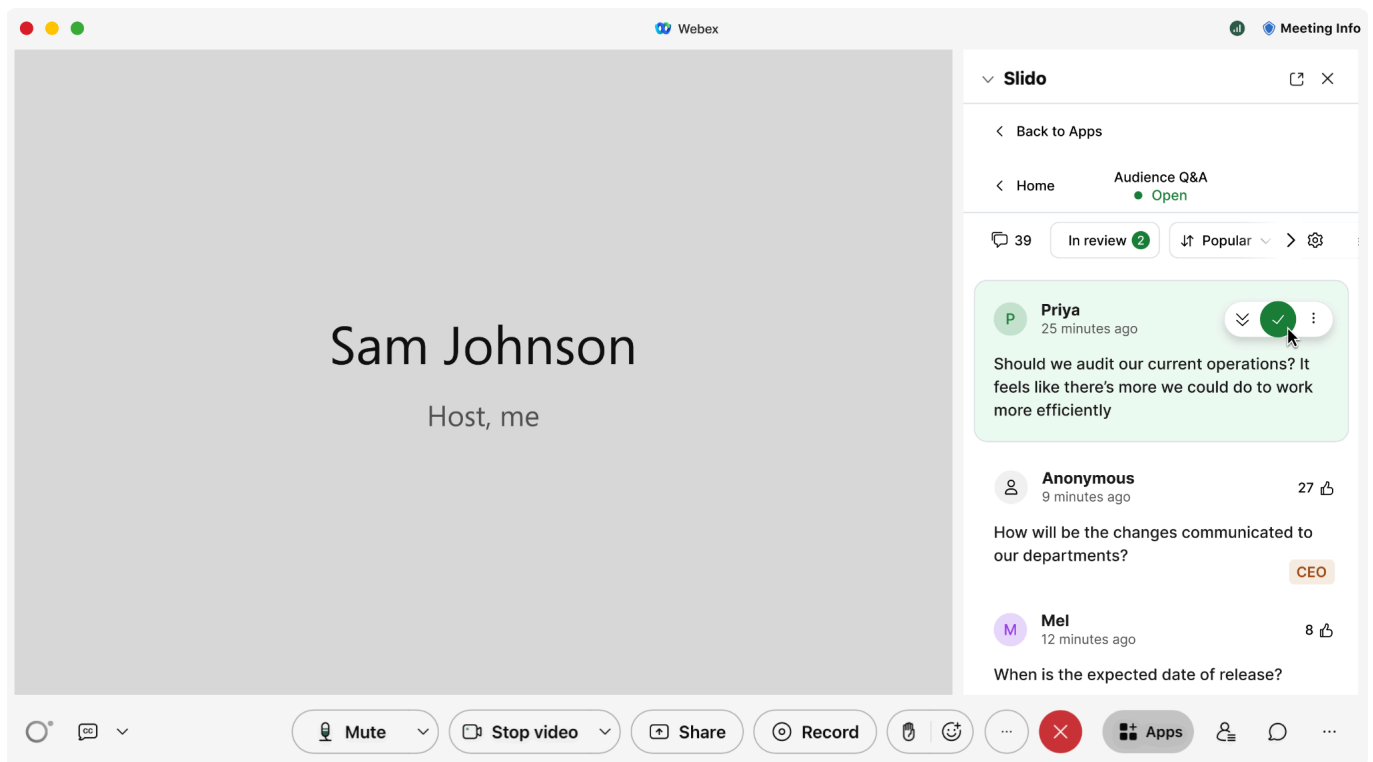 Webex
Meeting Info
Slido
Back to Apps
Home
Audience Q&A
Open
39
In review 2
Popular
P
Priya
25 minutes ago
Should we audit our current operations? It
feels like there's more we could do to work
more efficiently
Anonymous
9 minutes ago
27
How will be the changes communicated to
our departments?
CEO
M
Mel
12 minutes ago
8
When is the expected date of release?
Sam Johnson
Host, me
CC
Mute
Stop video
Share
Record
Apps